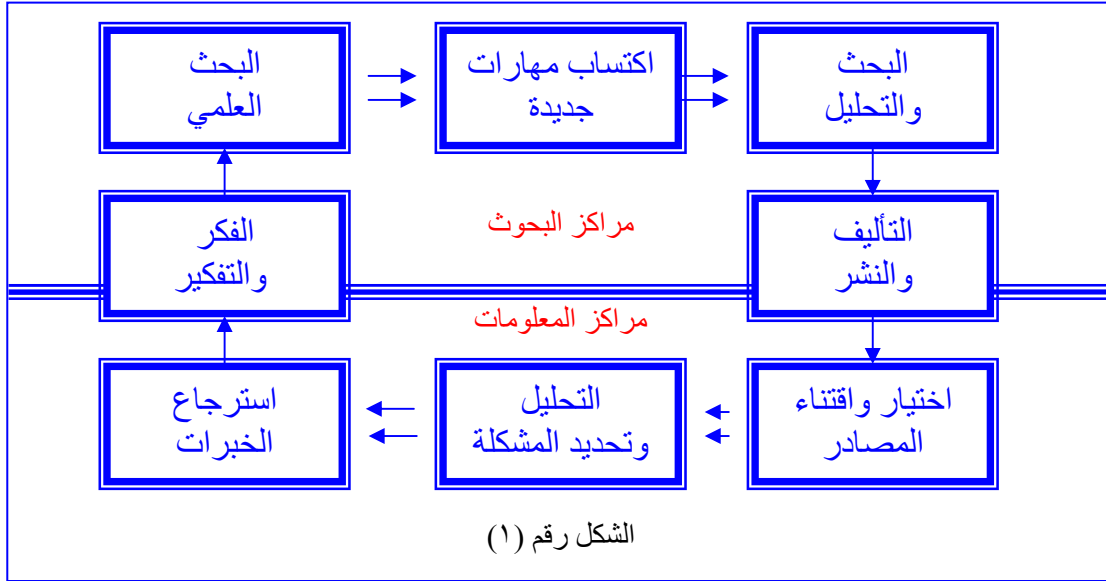 البحث
العلمي
اكتساب مهارات
جديدة
البحث
والتحليل
الفكر
والتفكير
مراكز البحوث
التأليف
والنشر
مراكز المعلومات
استرجاع
الخبرات
التحليل
وتحديد المشكلة
اختيار واقتناء
المصادر
الشكل رقم (١)